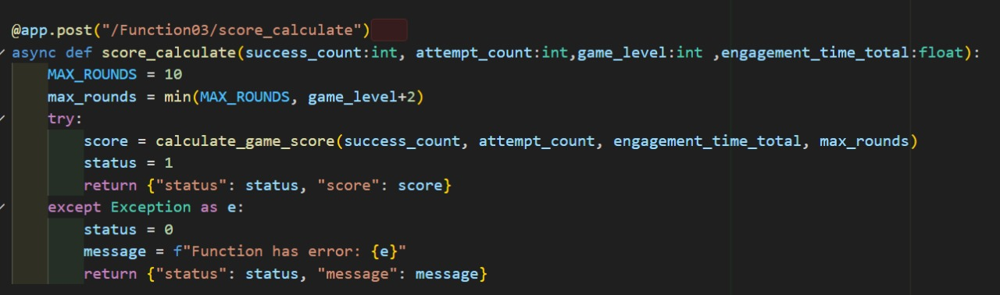 @app.post("/Function03/score_calculate")
async def score_calculate(success_count:int, attempt_count:int,game_level:int ,engagement_time_total:float):
    MAX_ROUNDS = 10
    max_rounds = min(MAX_ROUNDS, game_level+2)
    try:
        score = calculate_game_score(success_count, attempt_count, engagement_time_total, max_rounds)
        status = 1
        return {"status": status, "score": score}
    except Exception as e:
        status = 0
        message = f"Function has error: {e}"
        return {"status": status, "message": message}